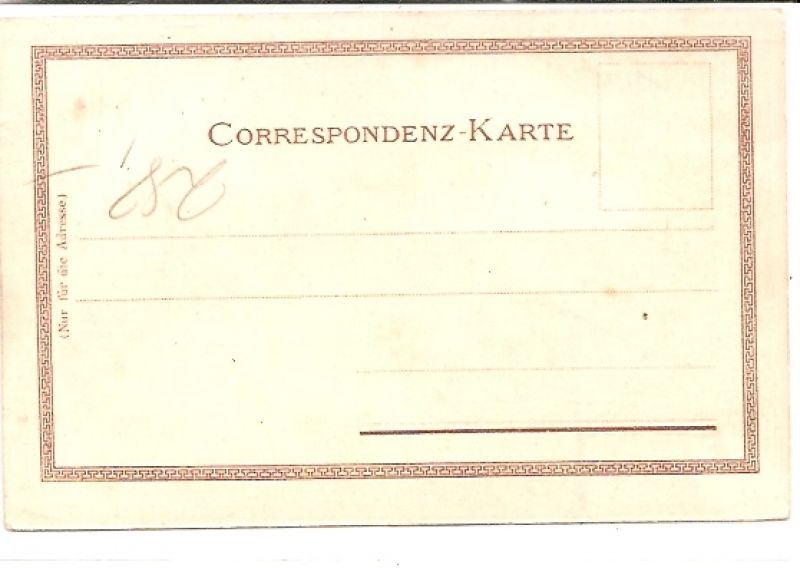 CORRESPONDENZ-KARTE
(Nur für die Adresse)